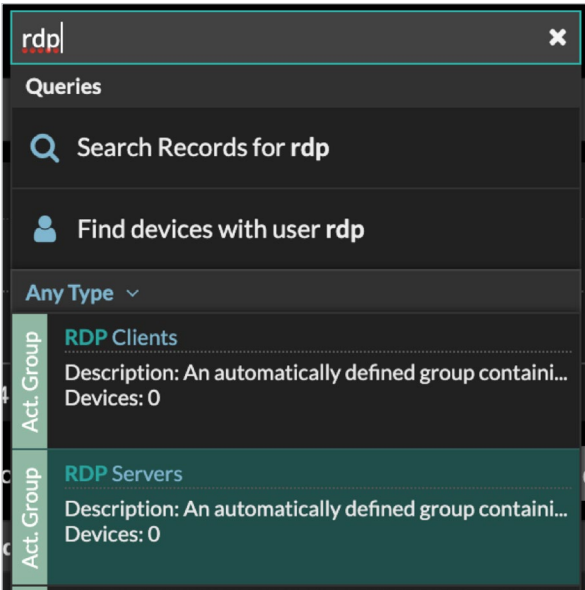 rdp
Queries
Search Records for rdp
Find devices with user rdp
Any Type
Act. Group
RDP Clients
Description: An automatically defined group containi...
Devices: 0
Act. Group
RDP Servers
Description: An automatically defined group containi...
Devices: 0